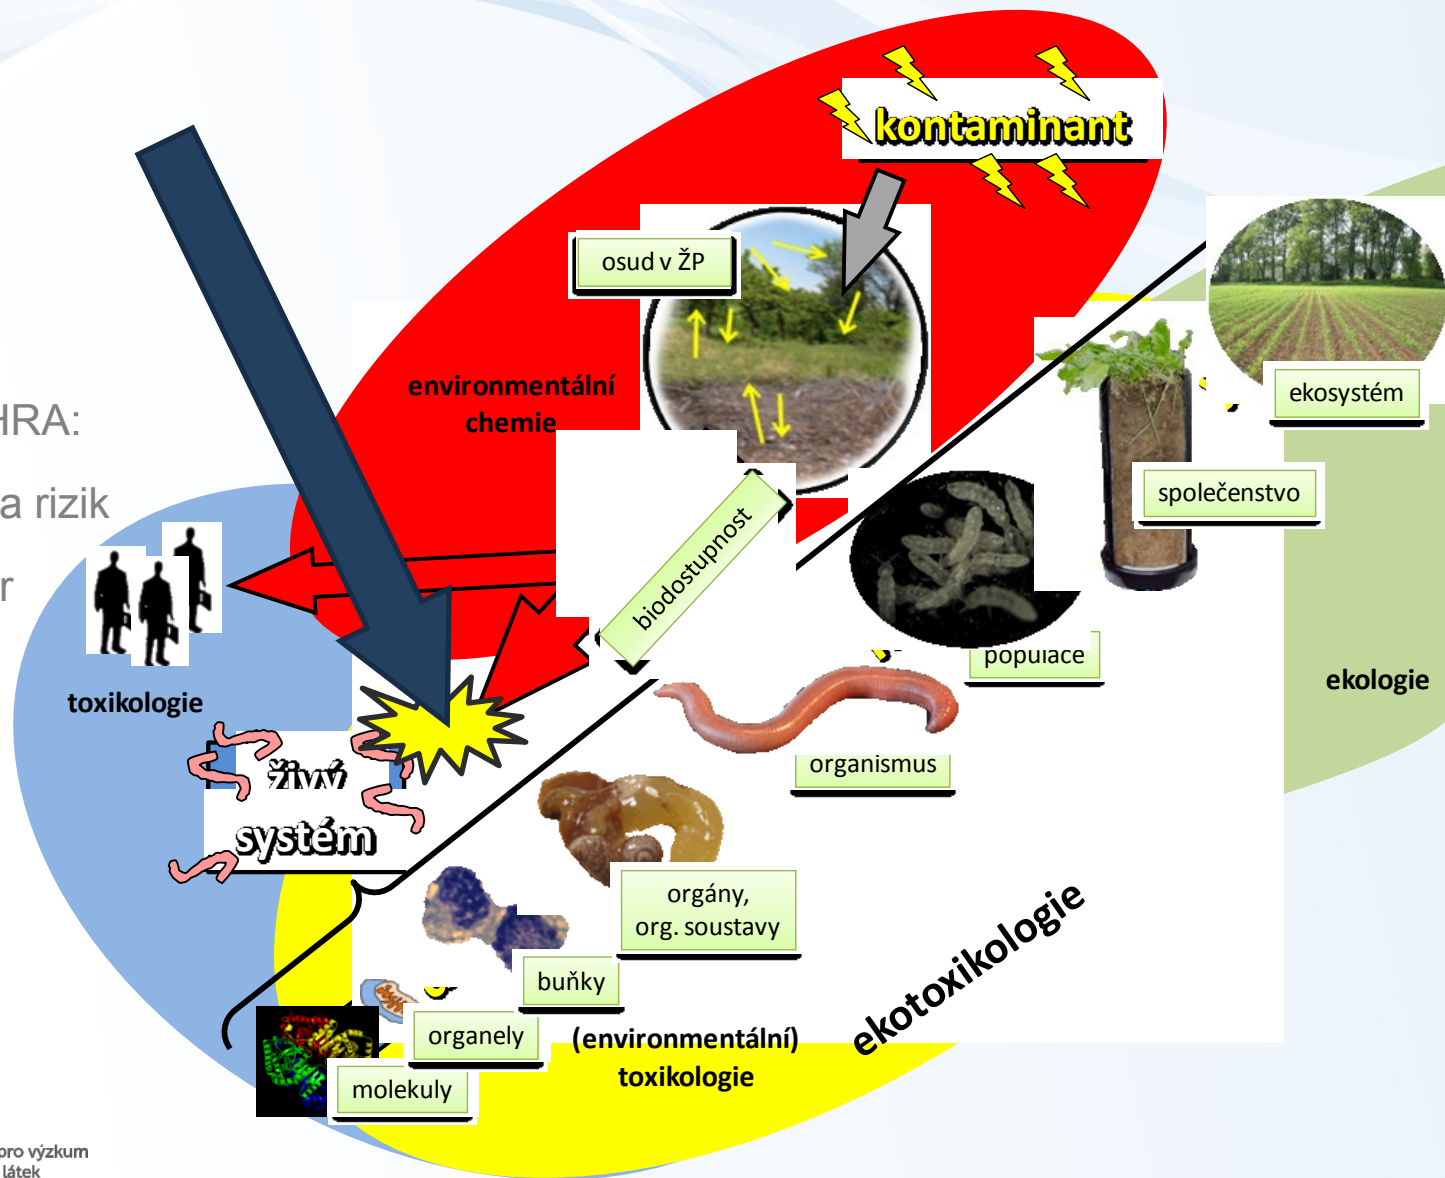 kontaminant
osud v ŽP
environmentální
chemie
ekosystém
HRA:
a rizik
r
společenstvo
biodostupnost
populace
toxikologie
ekologie
živý
systém
organismus
orgány,
org. soustavy
buňky
ekotoxikologie
organely
(environmentální)
toxikologie
molekuly
pro výzkum
látek